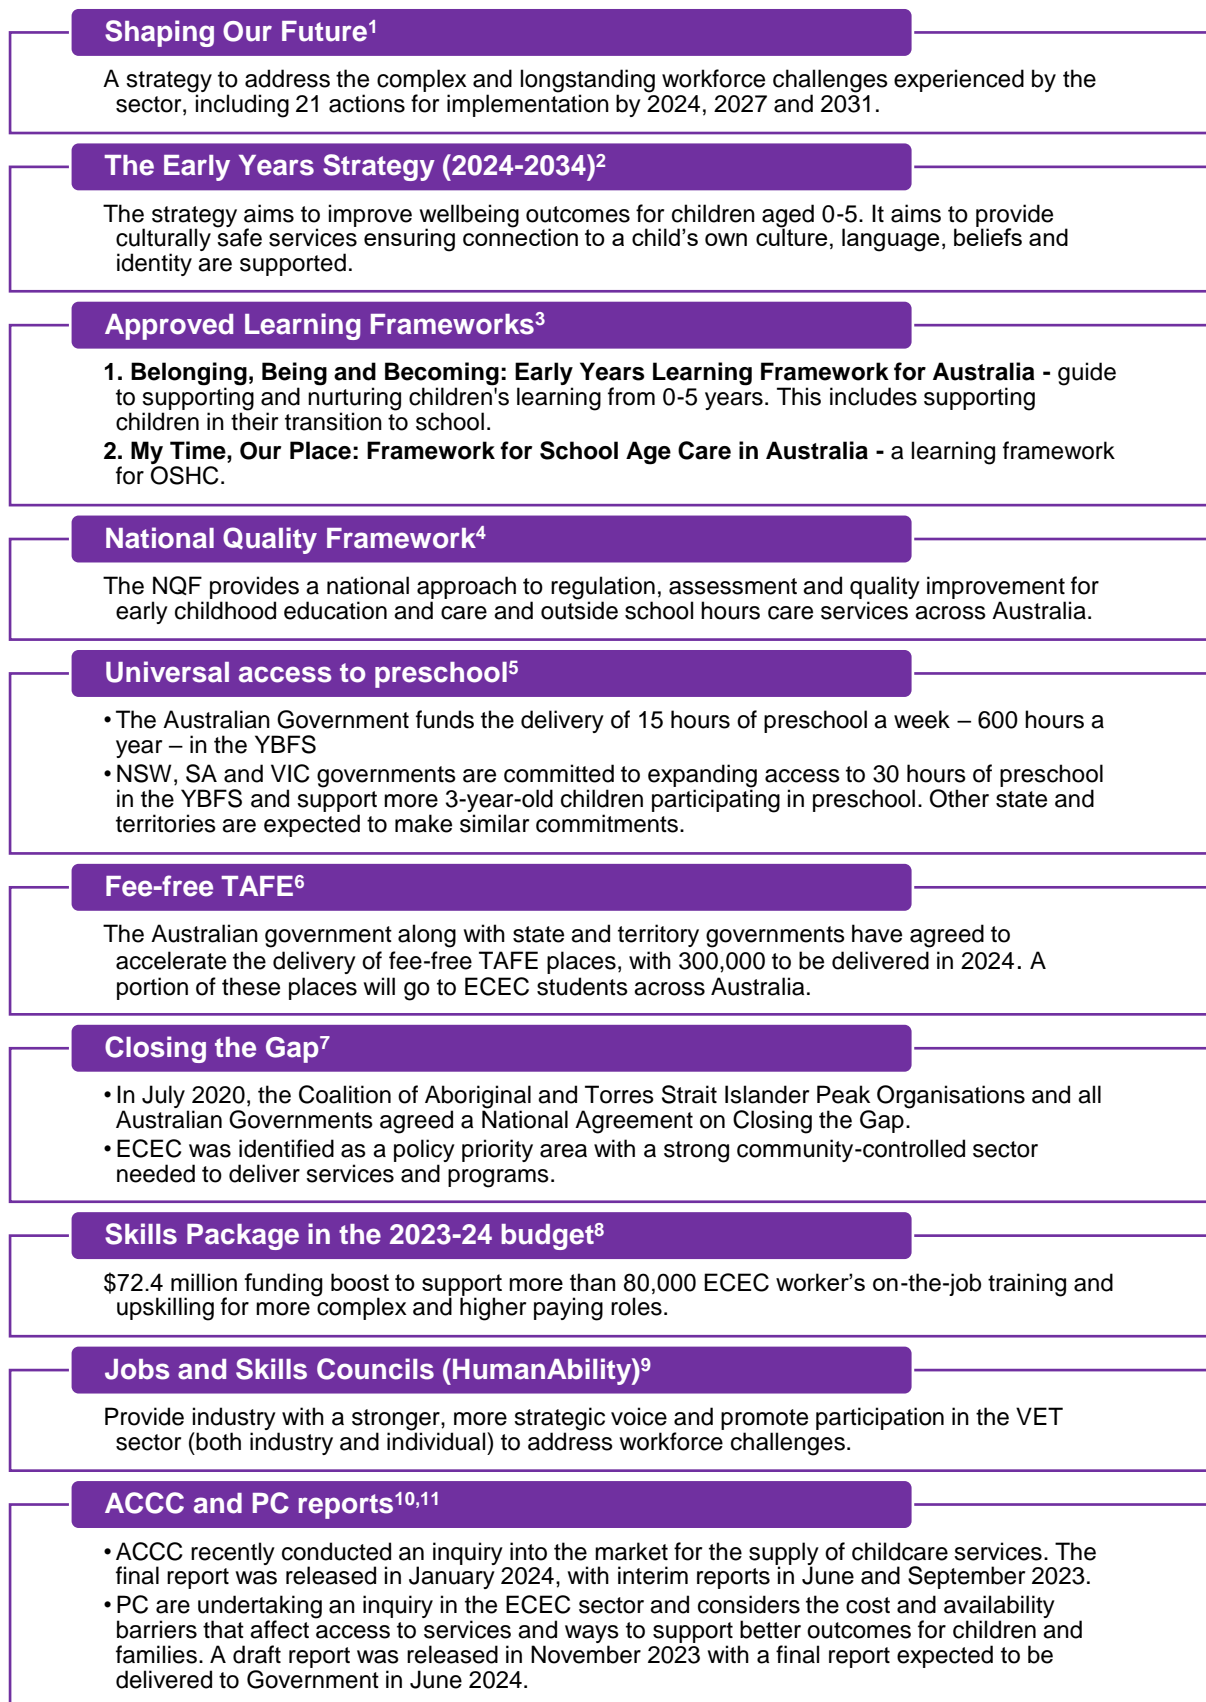 Shaping Our Future1
A strategy to address the complex and longstanding workforce challenges experienced by the
sector, including 21 actions for implementation by 2024, 2027 and 2031.
The Early Years Strategy (2024-2034)2
The strategy aims to improve wellbeing outcomes for children aged 0-5. It aims to provide
culturally safe services ensuring connection to a child's own culture, language, beliefs and
identity are supported.
Approved Learning Frameworks3
1. Belonging, Being and Becoming: Early Years Learning Framework for Australia - guide
to supporting and nurturing children's learning from 0-5 years. This includes supporting
children in their transition to school.
2. My Time, Our Place: Framework for School Age Care in Australia - a learning framework
for OSHC.
National Quality Framework4
The NQF provides a national approach to regulation, assessment and quality improvement for
early childhood education and care and outside school hours care services across Australia.
Universal access to preschool5
• The Australian Government funds the delivery of 15 hours of preschool a week – 600 hours a
year – in the YBFS
• NSW, SA and VIC governments are committed to expanding access to 30 hours of preschool
in the YBFS and support more 3-year-old children participating in preschool. Other state and
territories are expected to make similar commitments.
Fee-free TAFE6
The Australian government along with state and territory governments have agreed to
accelerate the delivery of fee-free TAFE places, with 300,000 to be delivered in 2024. A
portion of these places will go to ECEC students across Australia.
Closing the Gap7
• In July 2020, the Coalition of Aboriginal and Torres Strait Islander Peak Organisations and all
Australian Governments agreed a National Agreement on Closing the Gap.
• ECEC was identified as a policy priority area with a strong community-controlled sector
needed to deliver services and programs.
Skills Package in the 2023-24 budget8
$72.4 million funding boost to support more than 80,000 ECEC worker's on-the-job training and
upskilling for more complex and higher paying roles.
Jobs and Skills Councils (HumanAbility)9
Provide industry with a stronger, more strategic voice and promote participation in the VET
sector (both industry and individual) to address workforce challenges.
ACCC and PC reports10,11
• ACCC recently conducted an inquiry into the market for the supply of childcare services. The
final report was released in January 2024, with interim reports in June and September 2023.
• PC are undertaking an inquiry in the ECEC sector and considers the cost and availability
barriers that affect access to services and ways to support better outcomes for children and
families. A draft report was released in November 2023 with a final report expected to be
delivered to Government in June 2024.